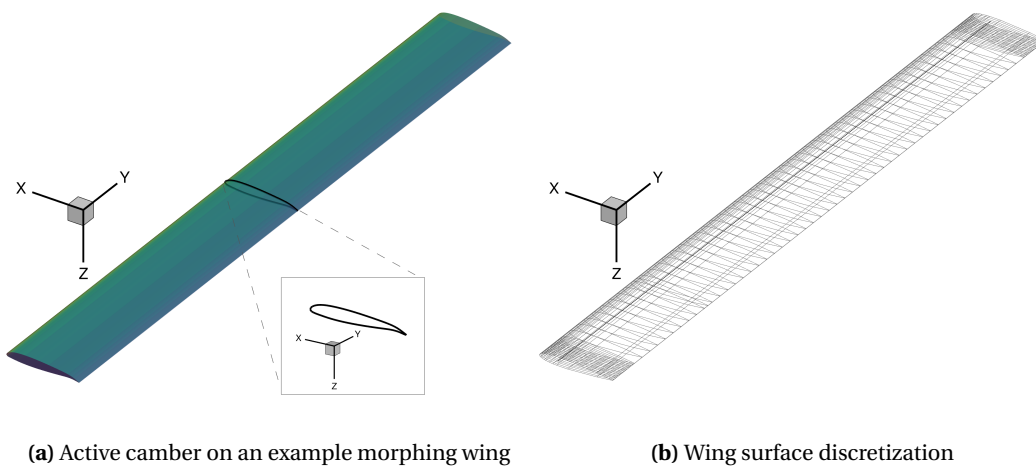 X
Y
Z
X
Y
Z
X
Y
Z
(a) Active camber on an example morphing wing
(b) Wing surface discretization